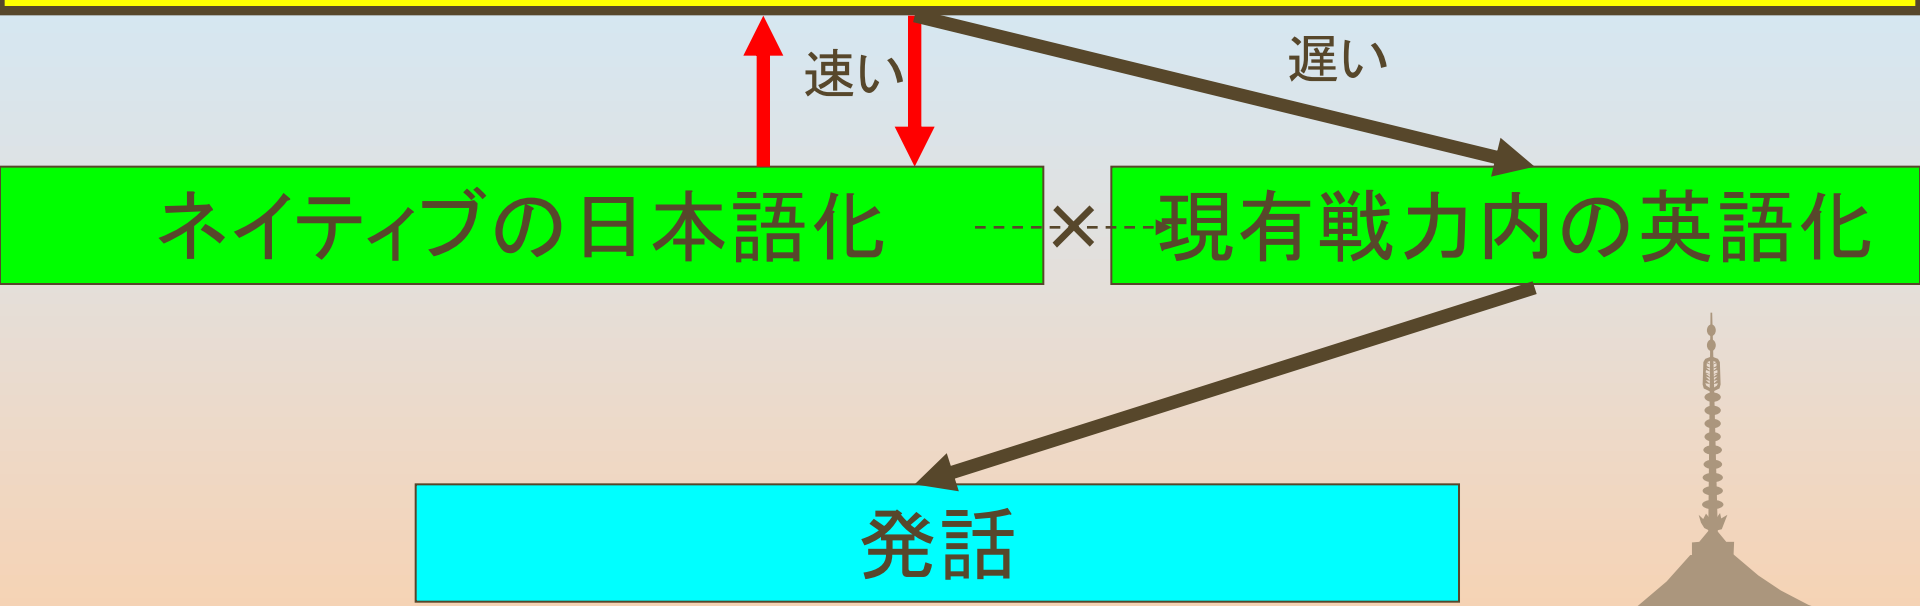 速い
遅い
ネイティブの日本語化
×
現有戦力内の英語化
発話